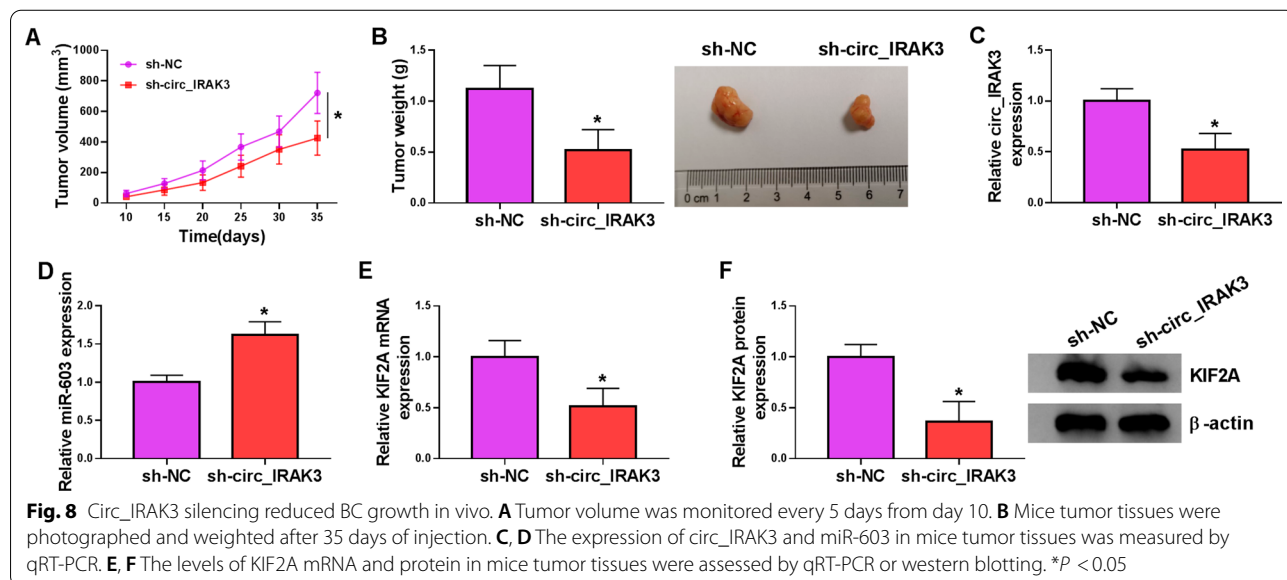 A
Tumor volume (mm³)
1000
800
600
400
200
0
10 15 20 25 30 35
Time(days)
sh-NC
sh-circ_IRAK3
*
B
Tumor weight (g)
1.5
1.0
0.5
0.0
*
sh-NC sh-circ_IRAK3
sh-NC sh-circ_IRAK3
0 cm 1 2 3 4 5 6 7
C
Relative circ_IRAK3
expression
1.5
1.0
0.5
0.0
*
sh-NC sh-circ_IRAK3
D
Relative miR-603 expression
2.0
1.5
1.0
0.5
0.0
*
sh-NC sh-circ_IRAK3
E
Relative KIF2A mRNA
expression
1.5
1.0
0.5
0.0
*
sh-NC sh-circ_IRAK3
F
Relative KIF2A protein
expression
1.5
1.0
0.5
0.0
*
sh-NC sh-circ_IRAK3
sh-NC sh-circ_IRAK3
KIF2A
β-actin
Fig. 8 Circ_IRAK3 silencing reduced BC growth in vivo. A Tumor volume was monitored every 5 days from day 10. B Mice tumor tissues were
photographed and weighted after 35 days of injection. C, D The expression of circ_IRAK3 and miR-603 in mice tumor tissues was measured by
qRT-PCR. E, F The levels of KIF2A mRNA and protein in mice tumor tissues were assessed by qRT-PCR or western blotting. *P < 0.05